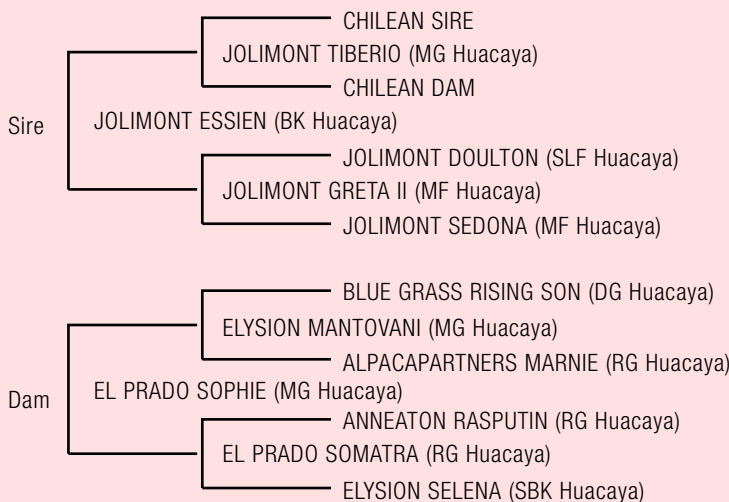 CHILEAN SIRE
JOLIMONT TIBERIO (MG Huacaya)
CHILEAN DAM
Sire
JOLIMONT ESSIEN (BK Huacaya)
JOLIMONT DOULTON (SLF Huacaya)
JOLIMONT GRETA II (MF Huacaya)
JOLIMONT SEDONA (MF Huacaya)
BLUE GRASS RISING SON (DG Huacaya)
ELYSION MANTOVANI (MG Huacaya)
ALPACAPARTNERS MARNIE (RG Huacaya)
Dam
EL PRADO SOPHIE (MG Huacaya)
ANNEATON RASPUTIN (RG Huacaya)
EL PRADO SOMATRA (RG Huacaya)
ELYSION SELENA (SBK Huacaya)